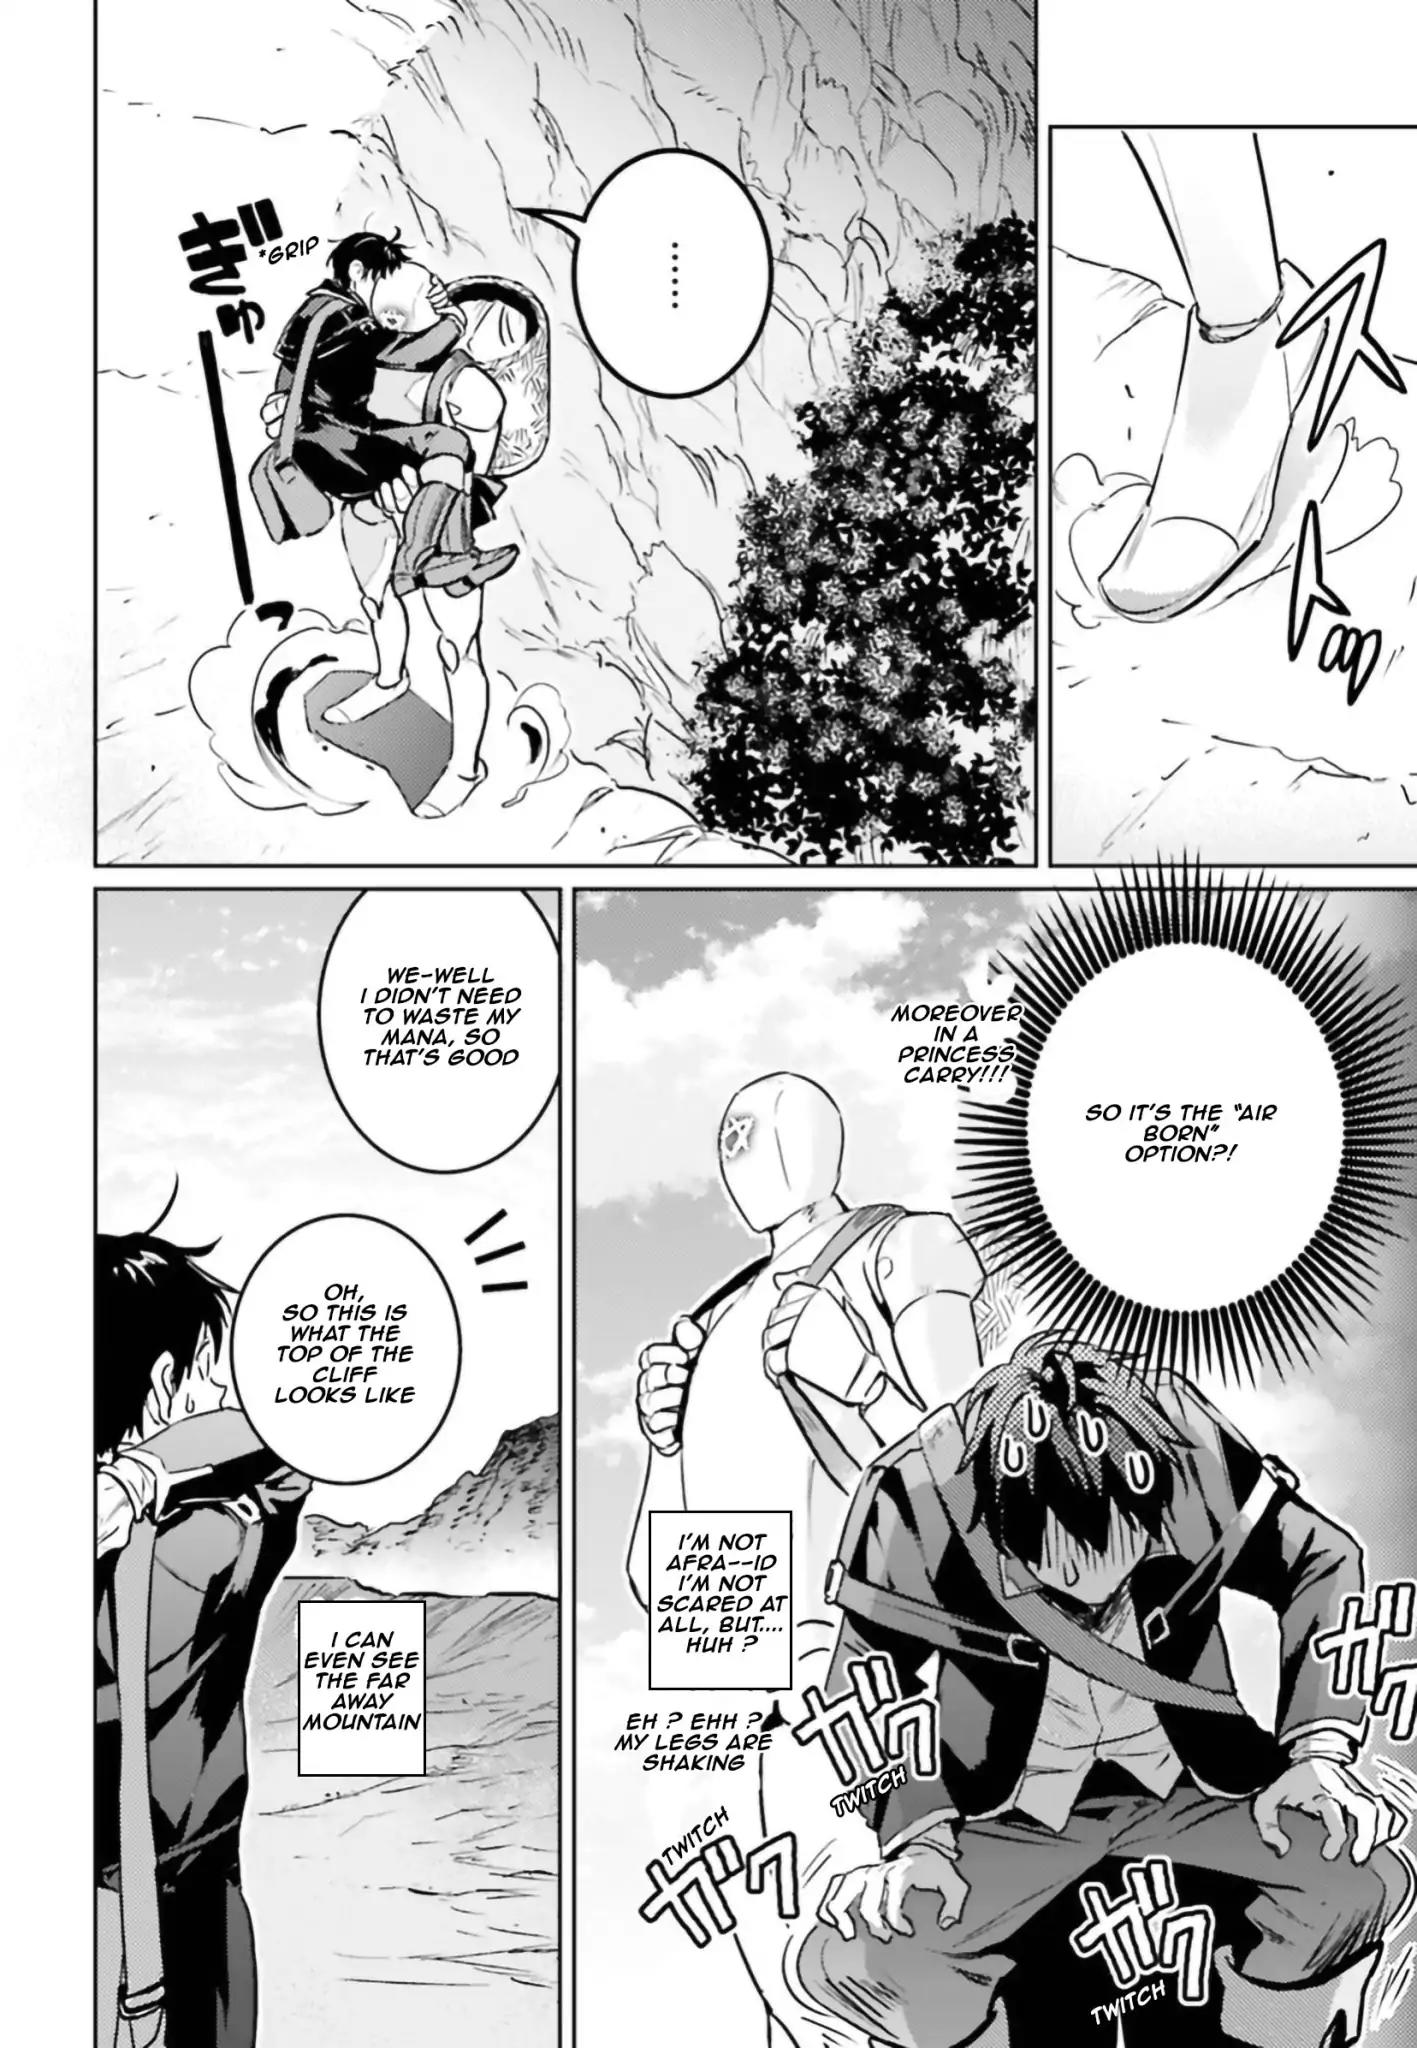 ストッ
……
ぎゅーっ
*GRIP
SO IT'S THE "AIR
BORN"
OPTION?!
MOREOVER
IN A
PRINCESS
CARRY!!!
I'M NOT
AFRA--ID
I'M NOT
SCARED AT
ALL, BUT....
HUH ?
EH ? EHH ?
MY LEGS ARE
SHAKING
ガク
TWITCH
ガク
TWITCH
ガク
TWITCH
ガク
WE-WELL
I DIDN'T NEED
TO WASTE MY
MANA, SO
THAT'S GOOD
OH,
SO THIS IS
WHAT THE
TOP OF THE
CLIFF
LOOKS LIKE
I CAN
EVEN SEE
THE FAR
AWAY
MOUNTAIN